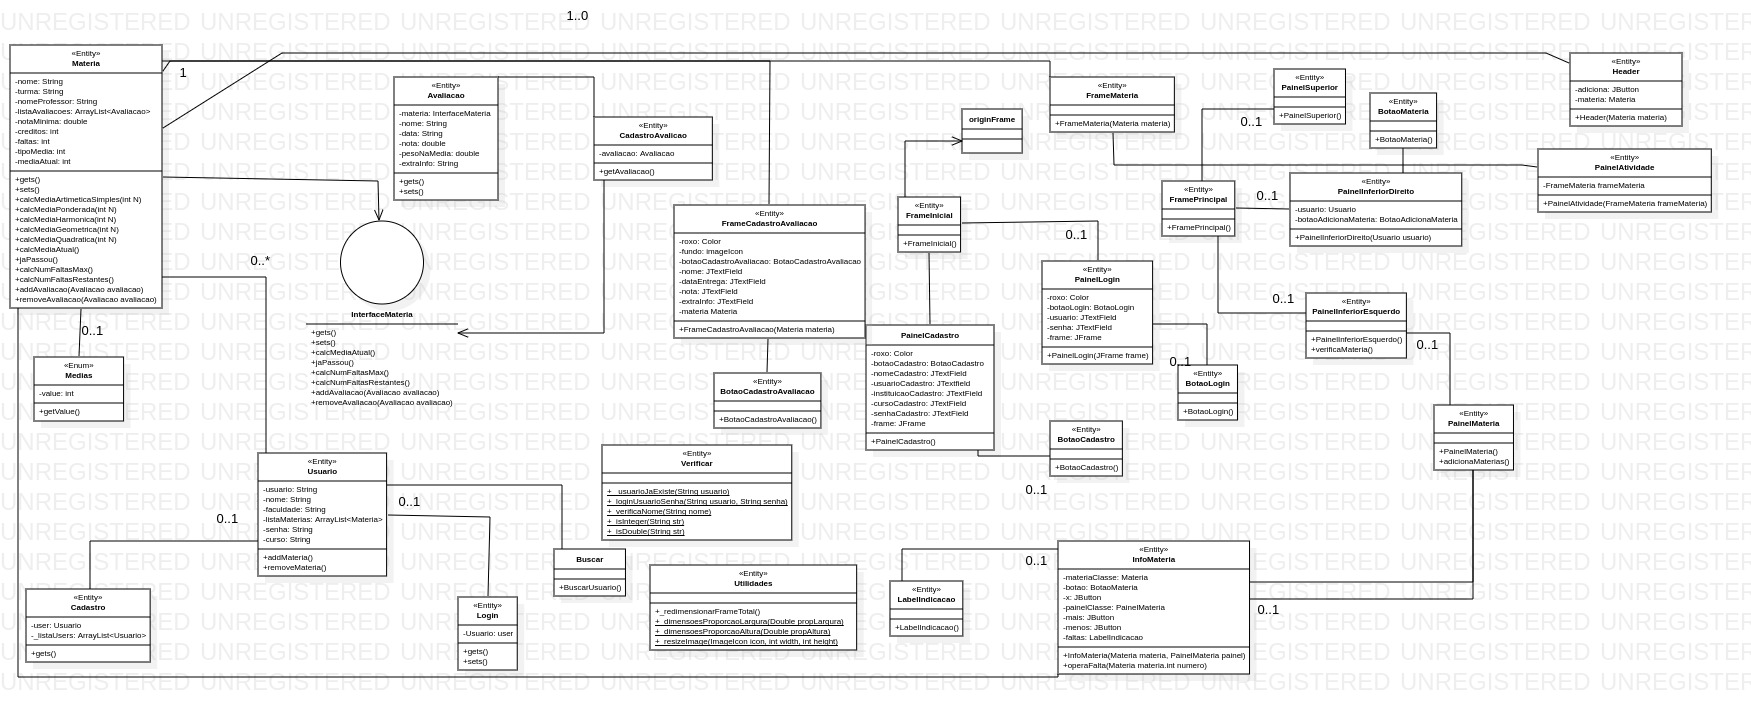 1..0
«Entity»
Materia
-nome: String
-turma: String
-nomeProfessor: String
-listaAvaliacoes: ArrayList<Avaliacao>
-notaMinima: double
-creditos: int
-faltas: int
-tipoMedia: int
-mediaAtual: int
+gets()
+sets()
+calcMediaArtimeticaSimples(int N)
+calcMediaPonderada(int N)
+calcMediaHarmonica(int N)
+calcMediaGeometrica(int N)
+calcMediaQuadratica(int N)
+calcMediaAtual()
+jaPassou()
+calcNumFaltasMax()
+calcNumFaltasRestantes()
+addAvaliacao(Avaliacao avaliacao)
+removeAvaliacao(Avaliacao avaliacao)
1
0..*
0..1
«Enum»
Medias
-value: int
+getValue()
«Entity»
Avaliacao
-materia: InterfaceMateria
-nome: String
-data: String
-nota: double
-pesoNaMedia: double
-extraInfo: String
+gets()
+sets()
«Entity»
CadastroAvalicao
-avaliacao: Avaliacao
+getAvaliacao()
InterfaceMateria
+gets()
+sets()
+calcMediaAtual()
+jaPassou()
+calcNumFaltasMax()
+calcNumFaltasRestantes()
+addAvaliacao(Avaliacao avaliacao)
+removeAvaliacao(Avaliacao avaliacao)
«Entity»
FrameCadastroAvaliacao
-roxo: Color
-fundo: imageIcon
-botaoCadastroAvaliacao: BotaoCadastroAvaliacao
-nome: JTextField
-dataEntrega: JTextField
-nota: JTextField
-extraInfo: JTextField
-materia Materia
+FrameCadastroAvaliacao(Materia materia)
«Entity»
BotaoCadastroAvaliacao
+BotaoCadastroAvaliacao()
originFrame
«Entity»
FrameMateria
+FrameMateria(Materia materia)
«Entity»
FrameInicial
+FrameInicial()
0..1
«Entity»
PainelSuperior
+PainelSuperior()
0..1
«Entity»
BotaoMateria
+BotaoMateria()
«Entity»
Header
-adiciona: JButton
-materia: Materia
+Header(Materia materia)
«Entity»
PainelAtividade
-FrameMateria frameMateria
+PainelAtividade(FrameMateria frameMateria)
«Entity»
FramePrincipal
+FramePrincipal()
0..1
«Entity»
PainelInferiorDireito
-usuario: Usuario
-botaoAdicionaMateria: BotaoAdicionaMateria
+PainelInferiorDireito(Usuario usuario)
«Entity»
PainelLogin
-roxo: Color
-botaoLogin: BotaoLogin
-usuario: JTextField
-senha: JTextField
-frame: JFrame
+PainelLogin(JFrame frame)
0..1
«Entity»
PainelInferiorEsquerdo
+PainelInferiorEsquerdo()
+verificaMateria()
0..1
PainelCadastro
-roxo: Color
-botaoCadastro: BotaoCadastro
-nomeCadastro: JTextField
-usuarioCadastro: JTextfield
-instituicaoCadastro: JTextField
-cursoCadastro: JTextField
-senhaCadastro: JTextField
-frame: JFrame
+PainelCadastro()
0..1
«Entity»
BotaoLogin
+BotaoLogin()
«Entity»
BotaoCadastro
+BotaoCadastro()
0..1
«Entity»
PainelMateria
+PainelMateria()
+adicionaMaterias()
«Entity»
Usuario
-usuario: String
-nome: String
-faculdade: String
-listaMaterias: ArrayList<Materia>
-senha: String
-curso: String
+addMateria()
+removeMateria()
0..1
0..1
«Entity»
Verificar
+_usuarioJaExiste(String usuario)
+_loginUsuarioSenha(String usuario, String senha)
+_verificaNome(String nome)
+_isInteger(String str)
+_isDouble(String str)
Buscar
+BuscarUsuario()
«Entity»
Utilidades
+_redimensionarFrameTotal()
+_dimensoesProporcaoLargura(Double propLargura)
+_dimensoesProporcaoAltura(Double propAltura)
+_resizeImage(ImageIcon icon, int width, int height)
«Entity»
Cadastro
-user: Usuario
-_listaUsers: ArrayList<Usuario>
+gets()
«Entity»
Login
-Usuario: user
+gets()
+sets()
«Entity»
LabelIndicacao
+LabelIndicacao()
0..1
«Entity»
InfoMateria
-materiaClasse: Materia
-botao: BotaoMateria
-x: JButton
-painelClasse: PainelMateria
-mais: JButton
-menos: JButton
-faltas: LabelIndicacao
+InfoMateria(Materia materia, PainelMateria painel)
+operaFalta(Materia materia.int numero)
0..1